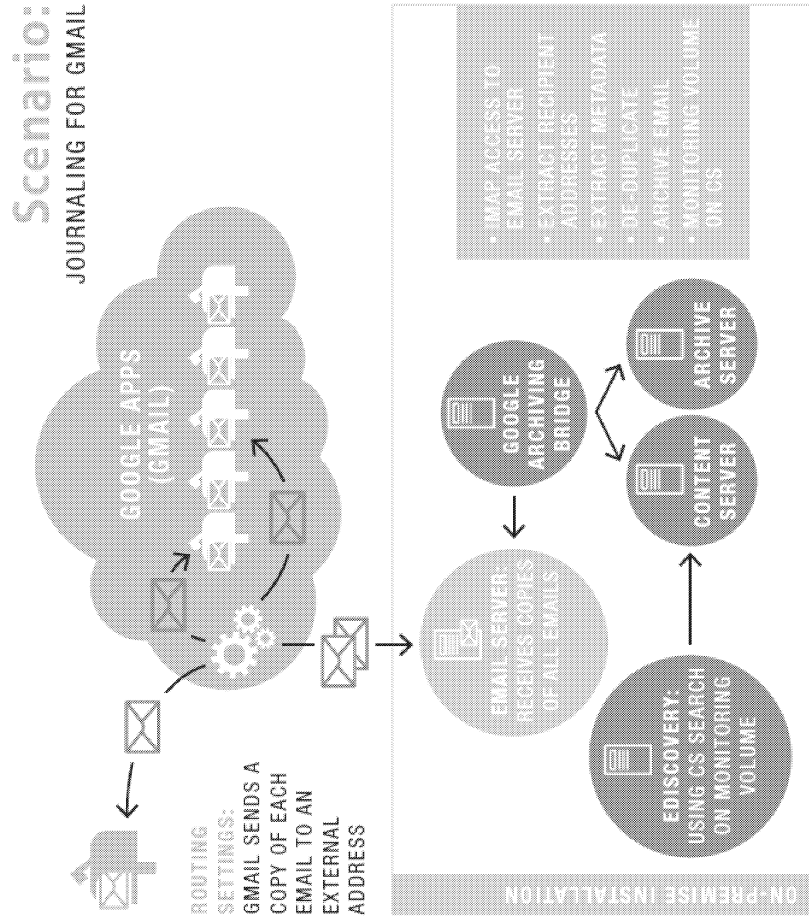 Scenario:
JOURNALING FOR GMAIL
GOOGLE APPS
(GMAIL)
ROUTING
SETTINGS:
GMAIL SENDS A
COPY OF EACH
EMAIL TO AN
EXTERNAL
ADDRESS
EMAIL SERVER:
RECEIVES COPIES
OF ALL EMAILS
GOOGLE
ARCHIVING
BRIDGE
• IMAP ACCESS TO
EMAIL SERVER
• EXTRACT RECIPIENT
ADDRESSES
• EXTRACT METADATA
• DE-DUPLICATE
• ARCHIVE EMAIL
• MONITORING VOLUME
ON CS
EDISCOVERY:
USING CS SEARCH
ON MONITORING
VOLUME
CONTENT
SERVER
ARCHIVE
SERVER
ON-PREMISE INSTALLATION